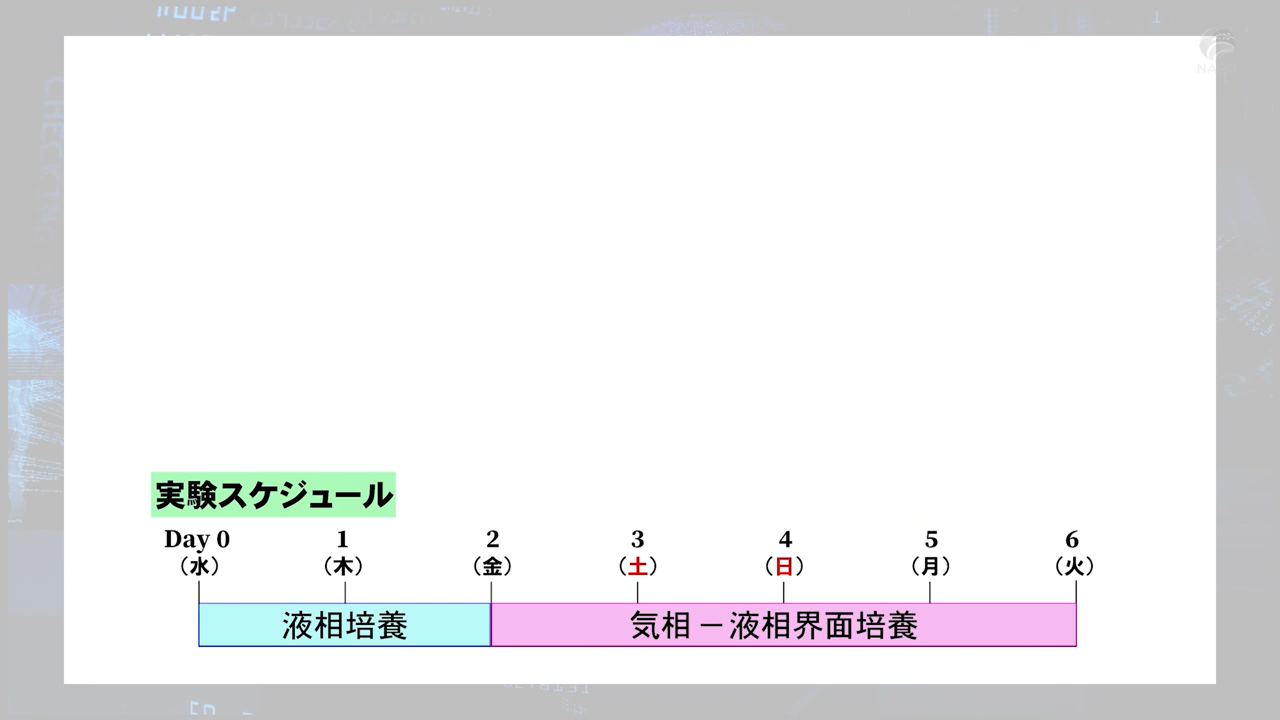 実験スケジュール
Day 0 1 2 3 4 5 6
（水） （木） （金） （土） （日） （月） （火）
液相培養 気相－液相界面培養